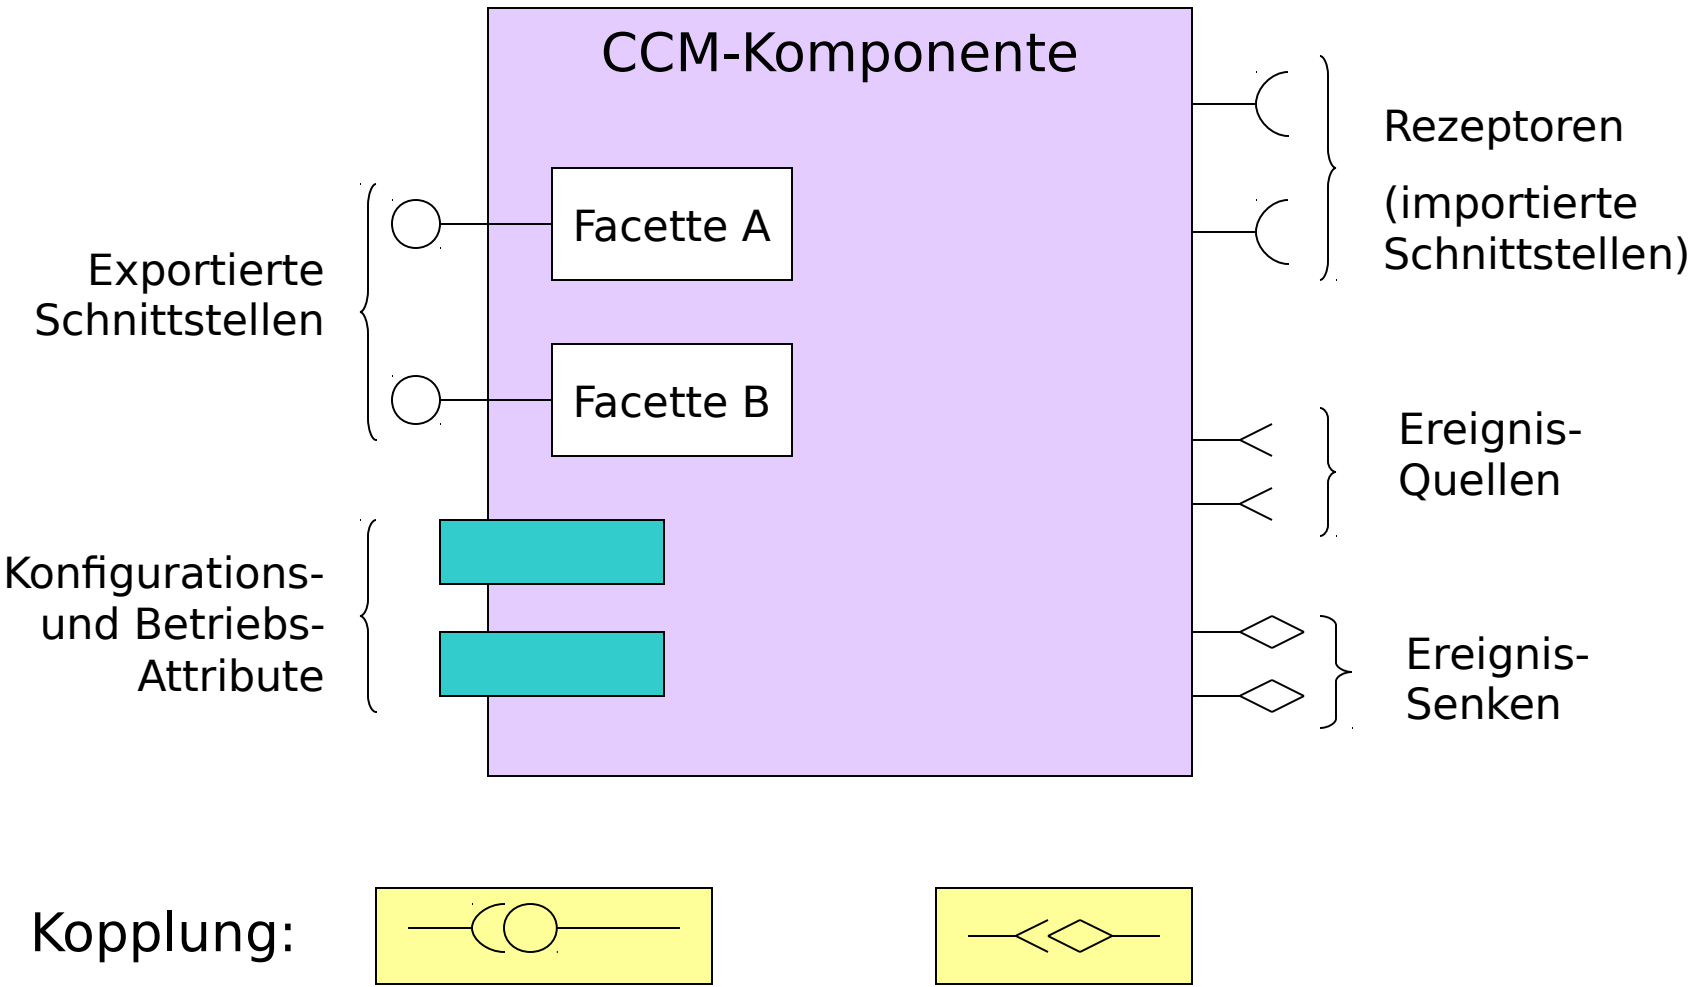 CCM-Komponente
Facette A
Facette B
Exportierte
Schnittstellen
Konfigurations-
und Betriebs-
Attribute
Rezeptoren
(importierte
Schnittstellen)
Ereignis-
Quellen
Ereignis-
Senken
Kopplung: